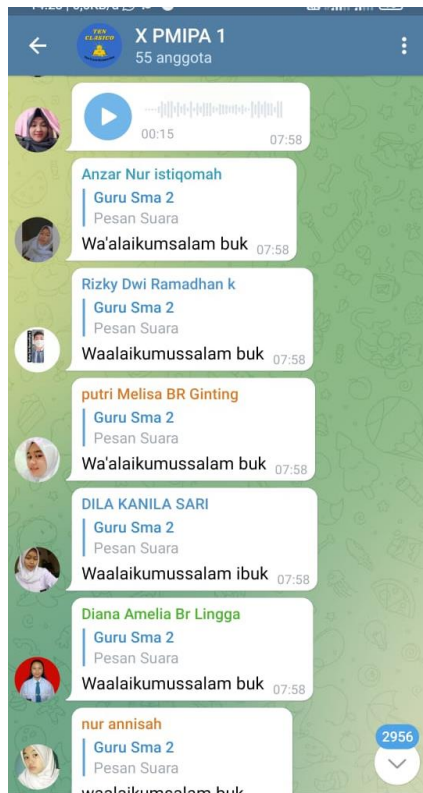 X PMIPA 1
55 anggota
TEN
CLASICO
00:15
07:58
Anzar Nur istiqomah
Guru Sma 2
Pesan Suara
Wa'alaikumsalam buk 07:58
Rizky Dwi Ramadhan k
Guru Sma 2
Pesan Suara
Waalaikumussalam buk 07:58
putri Melisa BR Ginting
Guru Sma 2
Pesan Suara
Wa'alaikumussalam buk 07:58
DILA KANILA SARI
Guru Sma 2
Pesan Suara
Waalaikumussalam ibuk 07:58
Diana Amelia Br Lingga
Guru Sma 2
Pesan Suara
Waalaikumussalam buk 07:58
nur annisah
Guru Sma 2
Pesan Suara
2956
waalaikumsalam buk